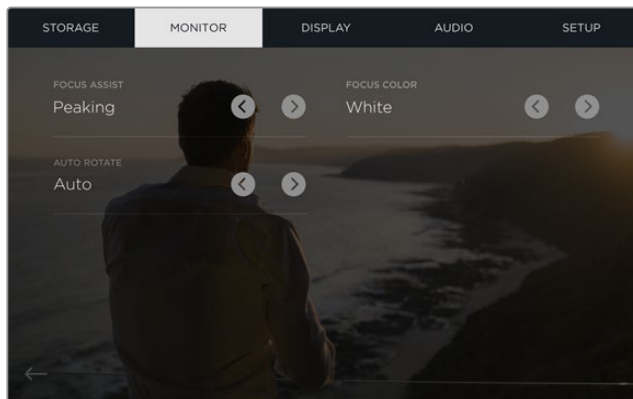 STORAGE MONITOR DISPLAY AUDIO SETUP
FOCUS ASSIST FOCUS COLOR
Peaking White
AUTO ROTATE
Auto